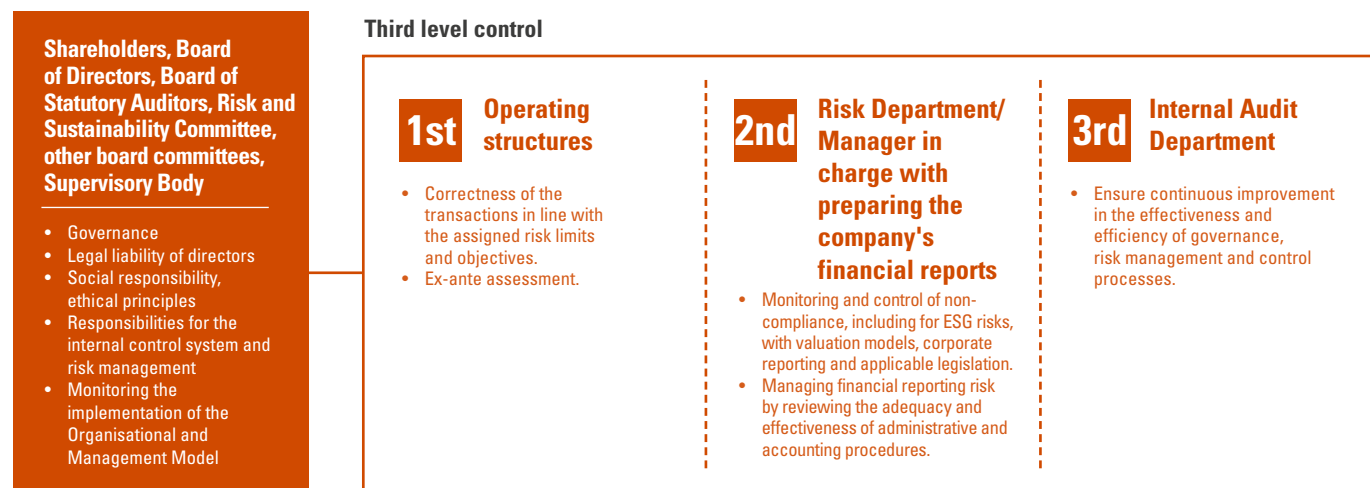 Shareholders, Board
of Directors, Board of
Statutory Auditors, Risk and
Sustainability Committee,
other board committees,
Supervisory Body
• Governance
• Legal liability of directors
• Social responsibility,
ethical principles
• Responsibilities for the
internal control system and
risk management
• Monitoring the
implementation of the
Organisational and
Management Model
Third level control
1st
Operating
structures
• Correctness of the
transactions in line with
the assigned risk limits
and objectives.
• Ex-ante assessment.
2nd
Risk Department/
Manager in
charge with
preparing the
company's
financial reports
• Monitoring and control of non-
compliance, including for ESG risks,
with valuation models, corporate
reporting and applicable legislation.
• Managing financial reporting risk
by reviewing the adequacy and
effectiveness of administrative and
accounting procedures.
3rd
Internal Audit
Department
• Ensure continuous improvement
in the effectiveness and
efficiency of governance,
risk management and control
processes.